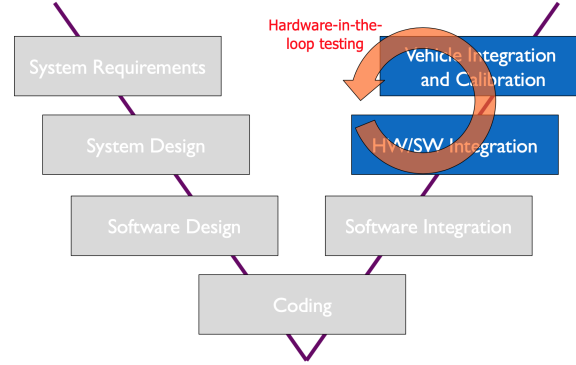 Hardware-in-the-
loop testing
System Requirements
Vehicle Integration
and Calibration
System Design
HW/SW Integration
Software Design
Software Integration
Coding